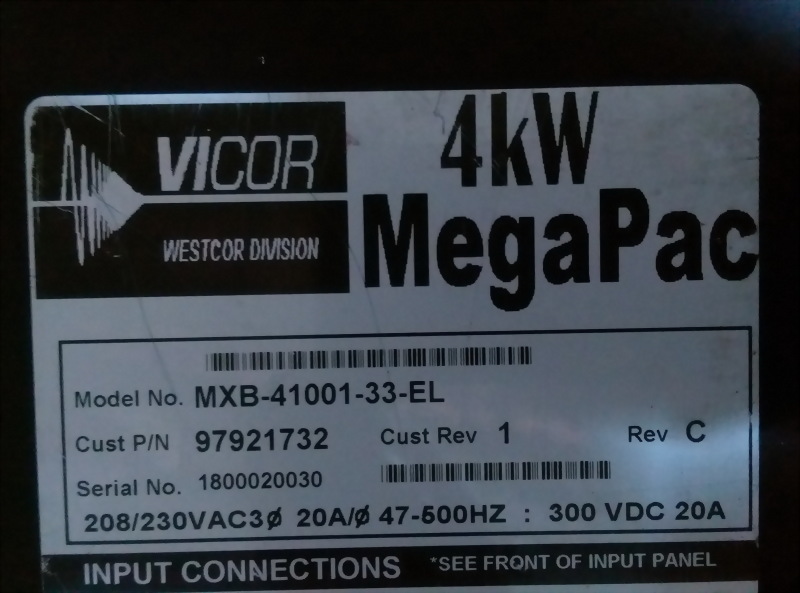 VICOR
WESTCOR DIVISION
4kW
MegaPac
Model No. MXB-41001-33-EL
Cust P/N 97921732 Cust Rev 1 Rev C
Serial No. 1800020030
208/230VAC3Ø 20A/Ø 47-500HZ : 300 VDC 20A
INPUT CONNECTIONS *SEE FRONT OF INPUT PANEL